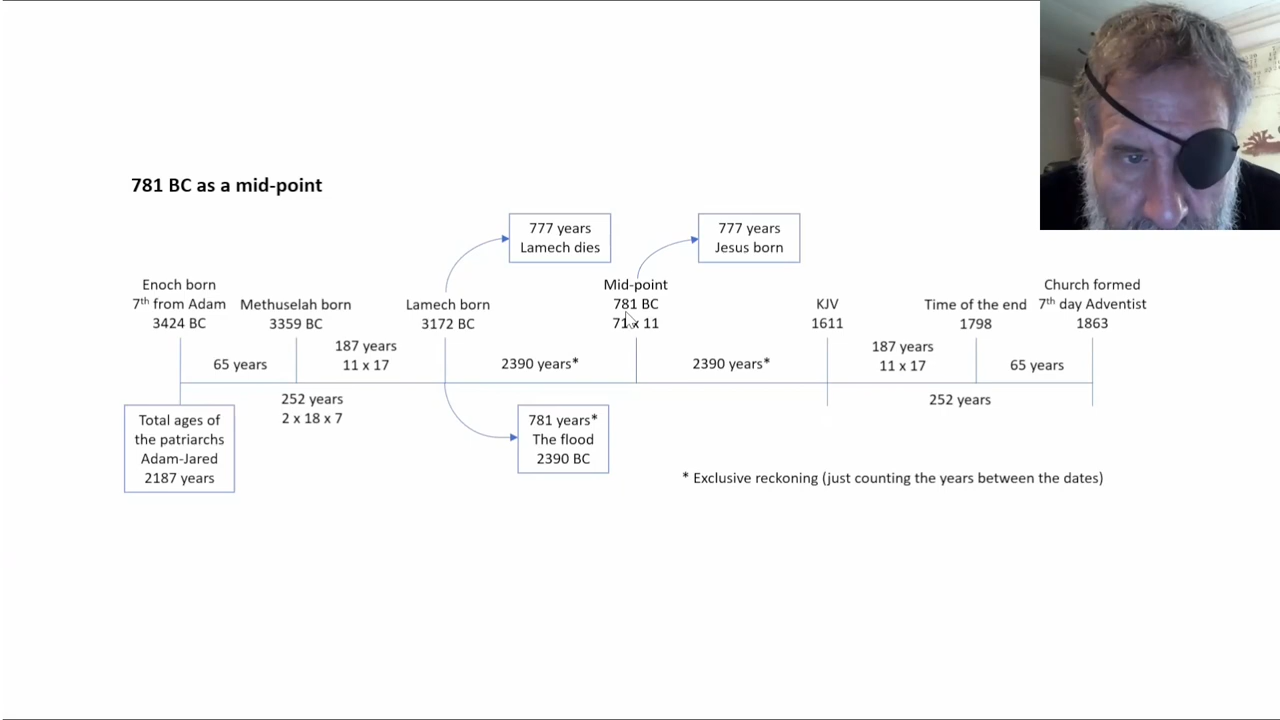 781 BC as a mid-point
777 years
Lamech dies
777 years
Jesus born
Enoch born
7th from Adam
3424 BC
Methuselah born
3359 BC
Lamech born
3172 BC
Mid-point
781 BC
71 x 11
KJV
1611
Time of the end
1798
Church formed
7th day Adventist
1863
65 years
187 years
11 x 17
2390 years*
2390 years*
187 years
11 x 17
65 years
252 years
2 x 18 x 7
252 years
Total ages of
the patriarchs
Adam-Jared
2187 years
781 years*
The flood
2390 BC
* Exclusive reckoning (just counting the years between the dates)